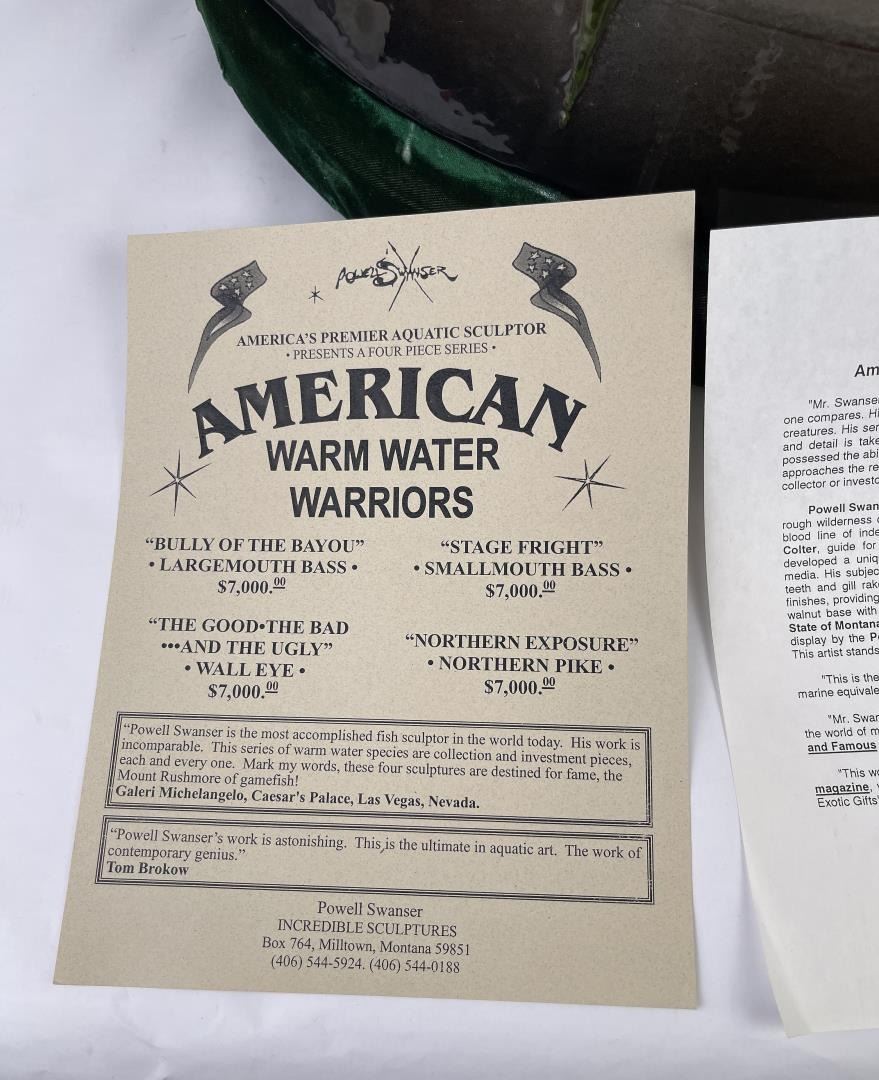 Powell Swanser
AMERICA'S PREMIER AQUATIC SCULPTOR
• PRESENTS A FOUR PIECE SERIES •
AMERICAN
WARM WATER
WARRIORS
“BULLY OF THE BAYOU”
• LARGEMOUTH BASS •
$7,000.00
“STAGE FRIGHT”
• SMALLMOUTH BASS •
$7,000.00
“THE GOOD•THE BAD
•••AND THE UGLY”
• WALL EYE •
$7,000.00
“NORTHERN EXPOSURE”
• NORTHERN PIKE •
$7,000.00
“Powell Swanser is the most accomplished fish sculptor in the world today. His work is
incomparable. This series of warm water species are collection and investment pieces,
each and every one. Mark my words, these four sculptures are destined for fame, the
Mount Rushmore of gamefish!
Galeri Michelangelo, Caesar's Palace, Las Vegas, Nevada.
“Powell Swanser’s work is astonishing. This is the ultimate in aquatic art. The work of
contemporary genius.”
Tom Brokow
Powell Swanser
INCREDIBLE SCULPTURES
Box 764, Milltown, Montana 59851
(406) 544-5924. (406) 544-0188
Am
"Mr. Swanser
one compares. Hi
creatures. His ser
and detail is take
possessed the abi
approaches the re
collector or investo
Powell Swan
rough wilderness
blood line of inde
Colter, guide for
developed a uniq
media. His subjec
teeth and gill rak
finishes, providing
walnut base with
State of Montana
display by the P
This artist stands
"This is the
marine equivale
"Mr. Swar
the world of m
and Famous
"This wo
magazine,
Exotic Gifts"